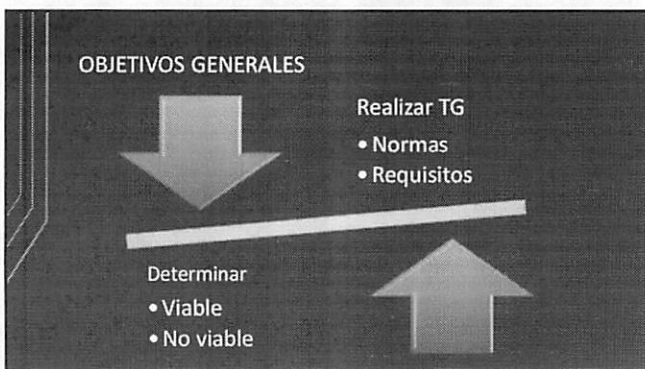 OBJETIVOS GENERALES
Realizar TG
• Normas
• Requisitos
Determinar
• Viable
• No viable